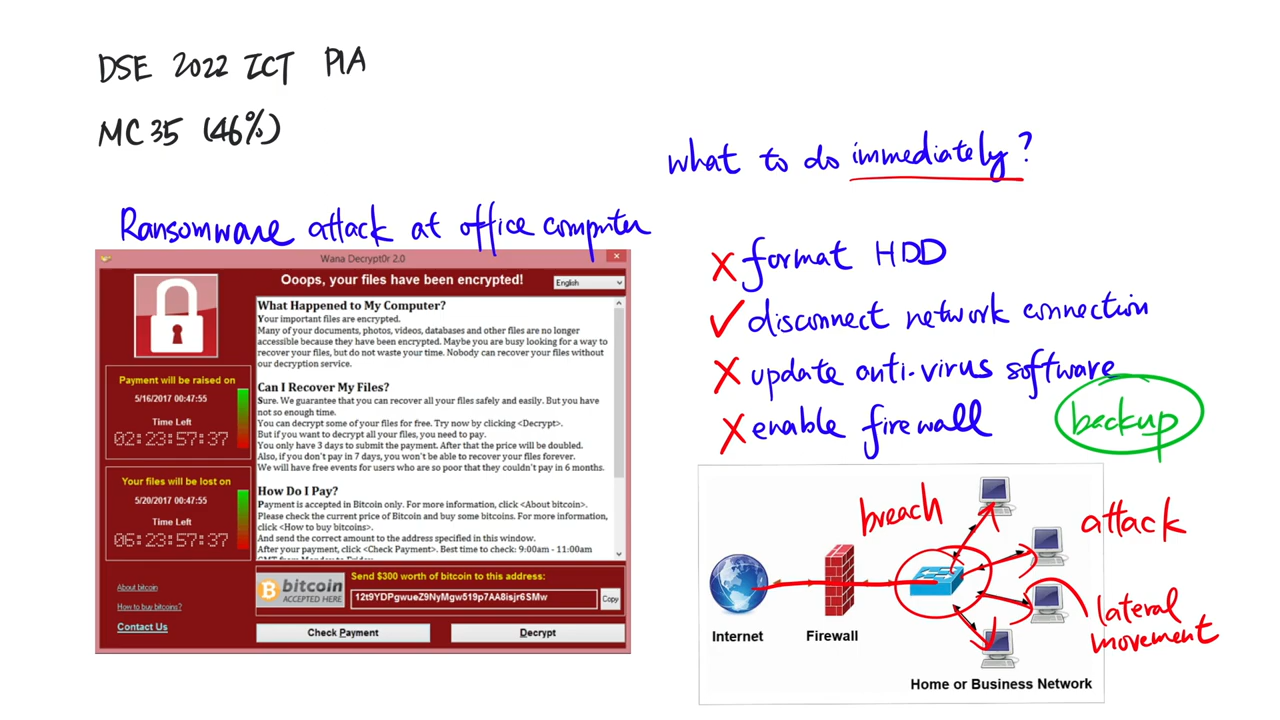 DSE 2022 ICT P1A
MC 35 (46%)
what to do immediately?
Ransomware attack at office computer
Wana Decrypt0r 2.0
Ooops, your files have been encrypted!
English
What Happened to My Computer?
Your important files are encrypted.
Many of your documents, photos, videos, databases and other files are no longer
accessible because they have been encrypted. Maybe you are busy looking for a way to
recover your files, but do not waste your time. Nobody can recover your files without
our decryption service.
Can I Recover My Files?
Sure. We guarantee that you can recover all your files safely and easily. But you have
not so enough time.
You can decrypt some of your files for free. Try now by clicking <Decrypt>.
But if you want to decrypt all your files, you need to pay.
You only have 3 days to submit the payment. After that the price will be doubled.
Also, if you don't pay in 7 days, you won't be able to recover your files forever.
We will have free events for users who are so poor that they couldn't pay in 6 months.
How Do I Pay?
Payment is accepted in Bitcoin only. For more information, click <About bitcoin>.
Please check the current price of Bitcoin and buy some bitcoins. For more information,
click <How to buy bitcoins>.
And send the correct amount to the address specified in this window.
After your payment, click <Check Payment>. Best time to check: 9:00am - 11:00am
Payment will be raised on
5/16/2017 00:47:55
Time Left
02:23:57:37
Your files will be lost on
5/20/2017 00:47:55
Time Left
06:23:57:37
About bitcoin
How to buy bitcoins?
Contact Us
bitcoin
ACCEPTED HERE
Send $300 worth of bitcoin to this address:
12t9YDPgwueZ9NyMgw519p7AA8isjr6SMw
Copy
Check Payment
Decrypt
format HDD
disconnect network connection
update anti-virus software
enable firewall
backup
breach
attack
lateral
movement
Internet
Firewall
Home or Business Network